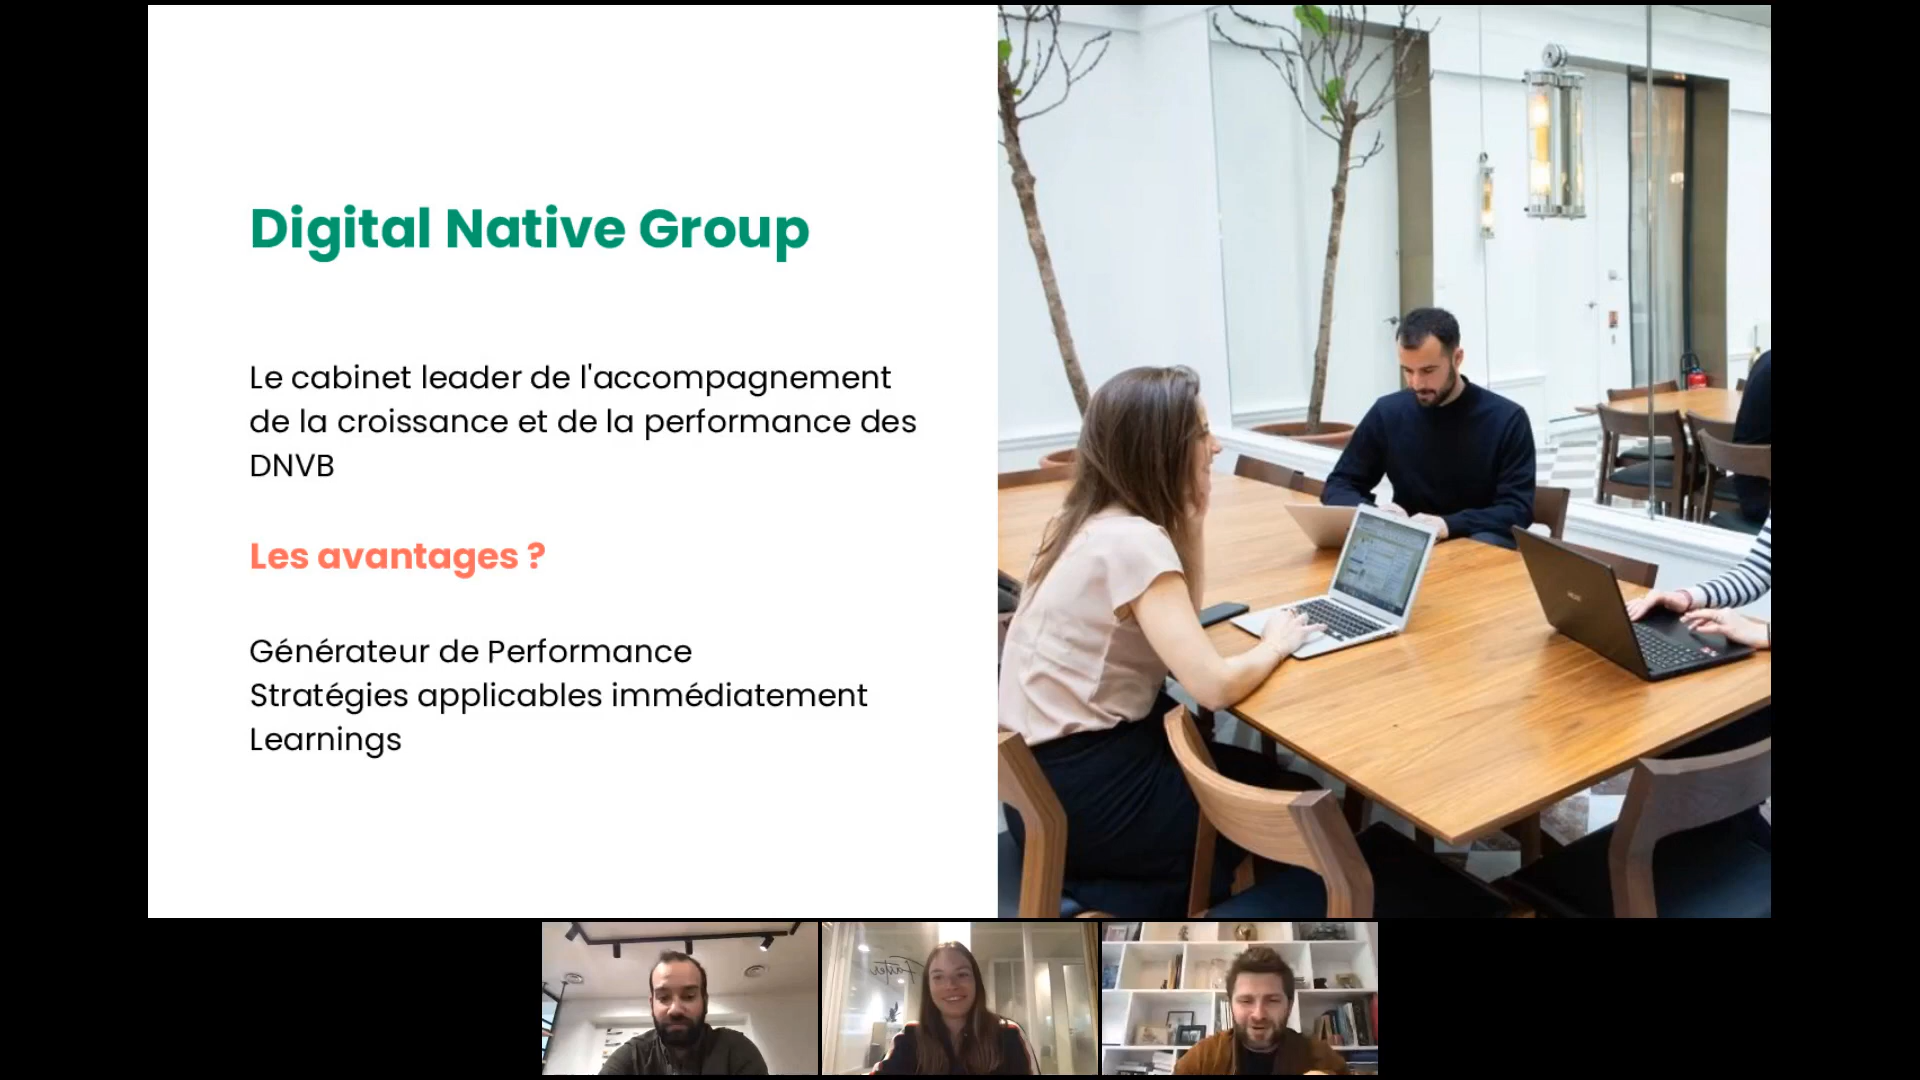 Digital Native Group
Le cabinet leader de l'accompagnement
de la croissance et de la performance des
DNVB
Les avantages ?
Générateur de Performance
Stratégies applicables immédiatement
Learnings